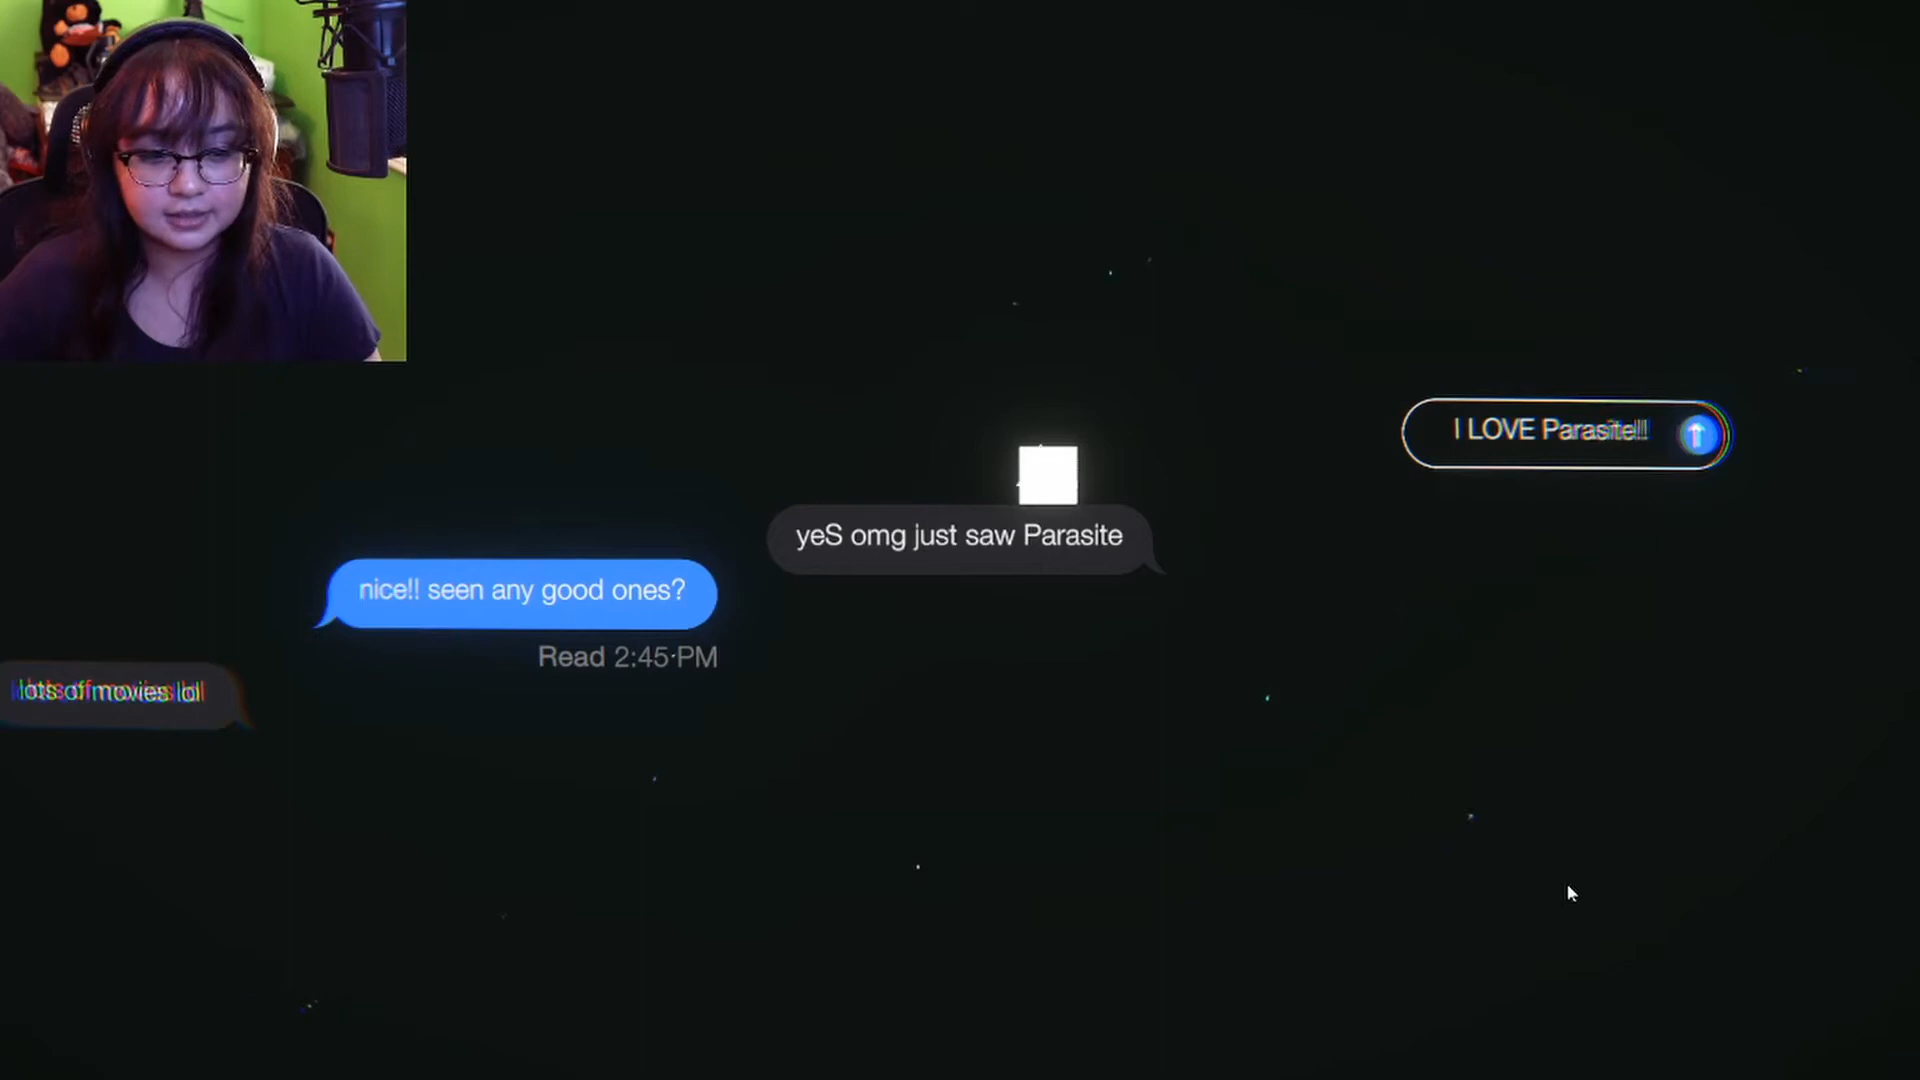 I LOVE Parasite!!!
yeS omg just saw Parasite
nice!! seen any good ones?
Read 2:45 PM
lots of movies lol